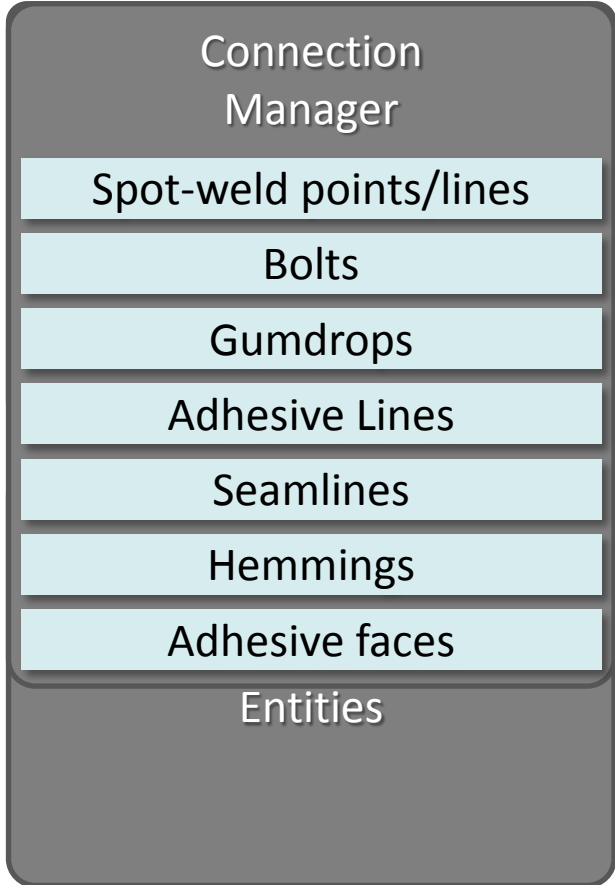 Connection
Manager
Spot-weld points/lines
Bolts
Gumdrops
Adhesive Lines
Seamlines
Hemmings
Adhesive faces
Entities